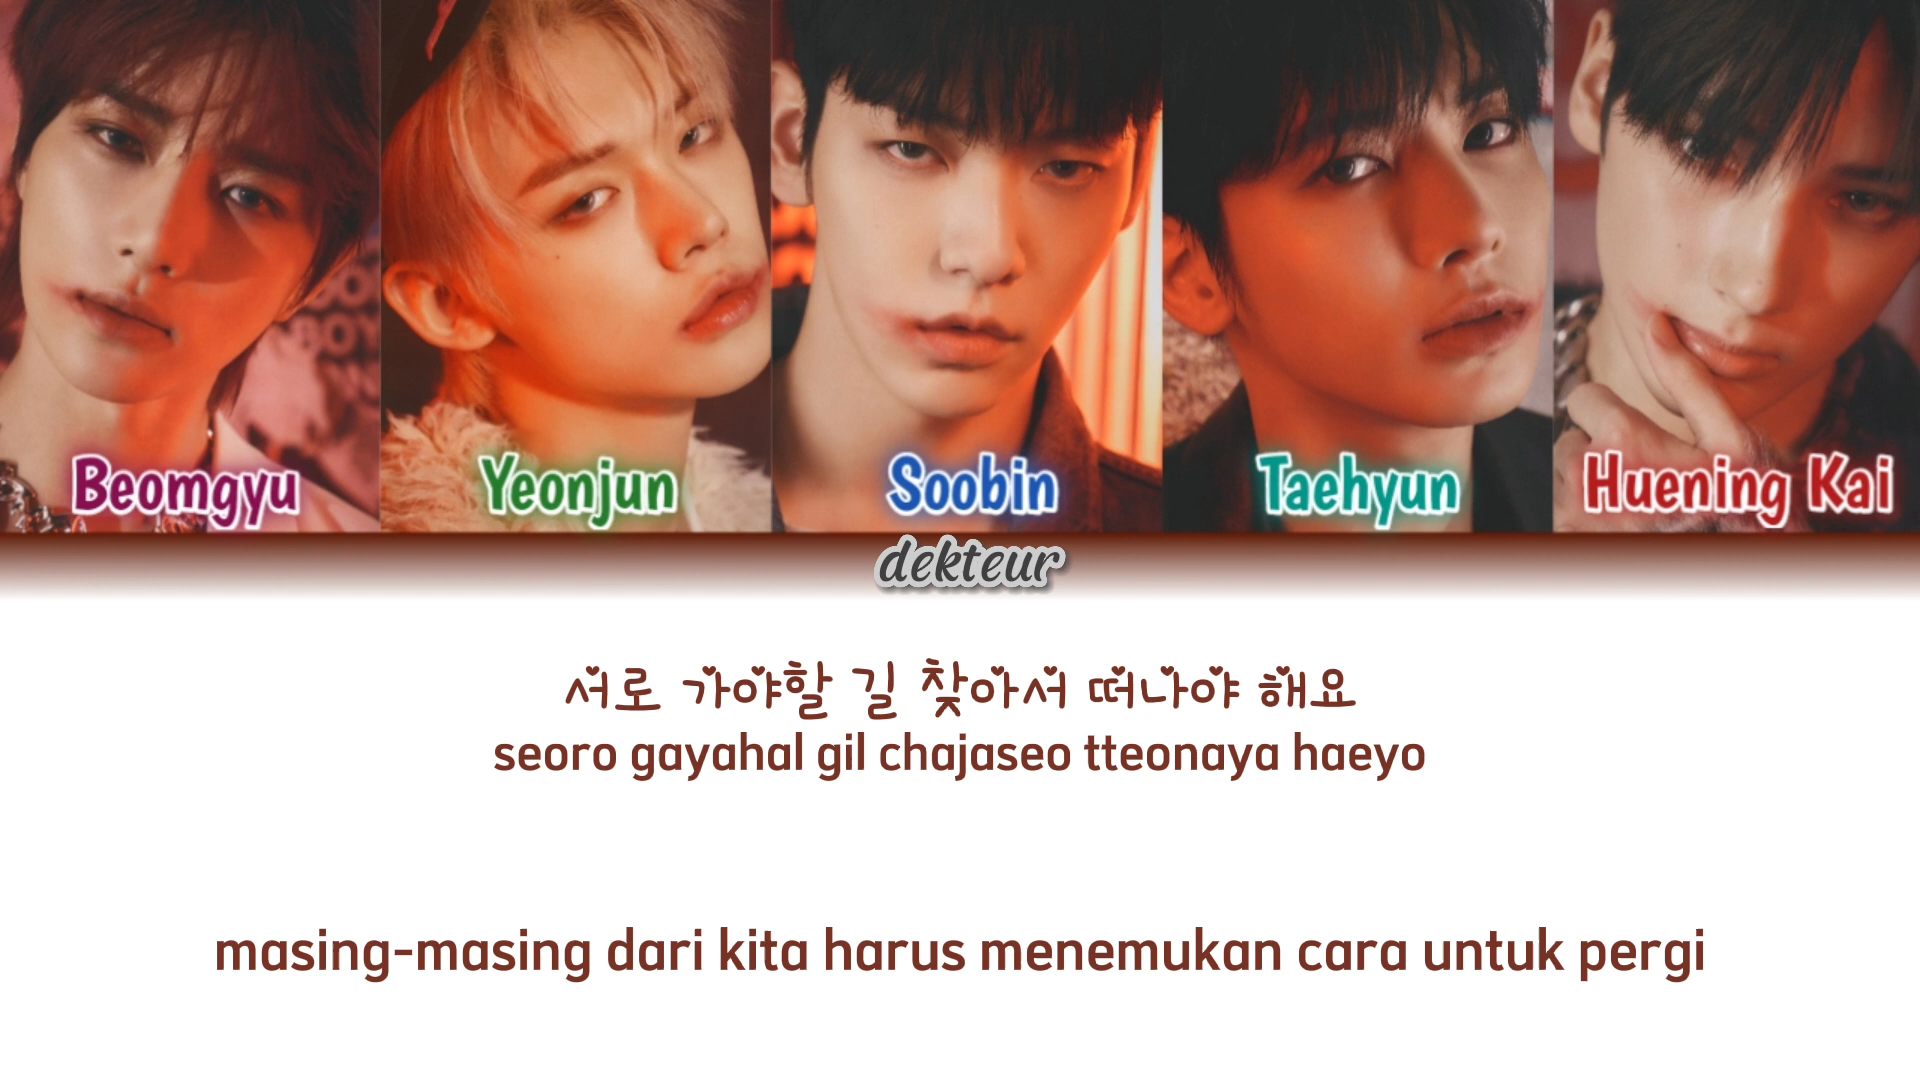 Beomgyu
Yeonjun
Soobin
Taehyun
Huening Kai
dekteur
서로 가야할 길 찾아서 떠나야 해요
seoro gayahal gil chajaseo tteonaya haeyo
masing-masing dari kita harus menemukan cara untuk pergi